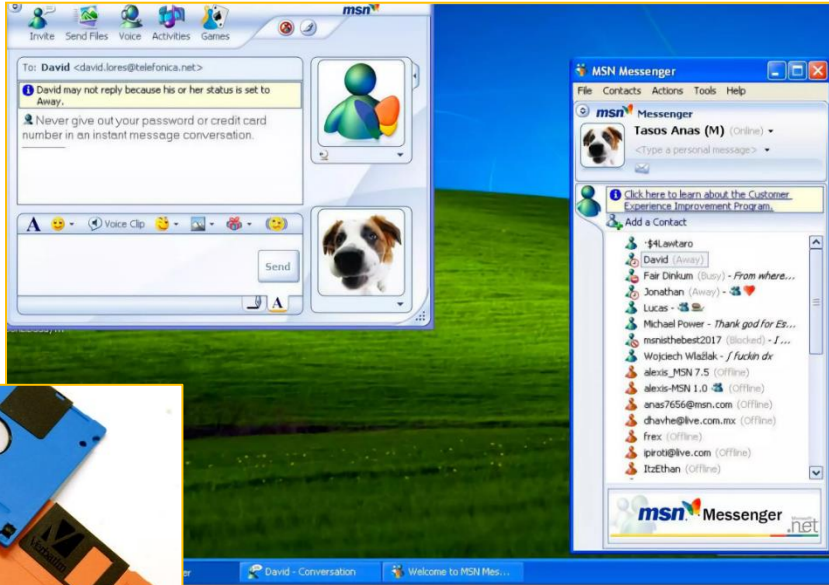 msn
Invite Send Files Voice Activities Games
To: David <david.lores@telefonica.net>
David may not reply because his or her status is set to
Away.
Never give out your password or credit card
number in an instant message conversation.
A Voice Clip
Send
A
MSN Messenger
File Contacts Actions Tools Help
msn Messenger
Tasos Anas (M) (Online)
<Type a personal message>
Click here to learn about the Customer
Experience Improvement Program.
Add a Contact
·$4Lawtaro
David (Away)
Fair Dinkum (Busy) - From where...
Jonathan (Away) -
Lucas -
Michael Power - Thank god for Es...
msnisthebest2017 (Blocked) - I ...
Wojciech Wlaźlak - ∫ fuckin dx
alexis_MSN 7.5 (Offline)
alexis-MSN 1.0 (Offline)
anas7656@msn.com (Offline)
dhavhe@live.com.mx (Offline)
frex (Offline)
ipiroti@live.com (Offline)
ItzEthan (Offline)
msn Messenger
Microsoft
.net
Verbatim
David - Conversation
Welcome to MSN Mes...